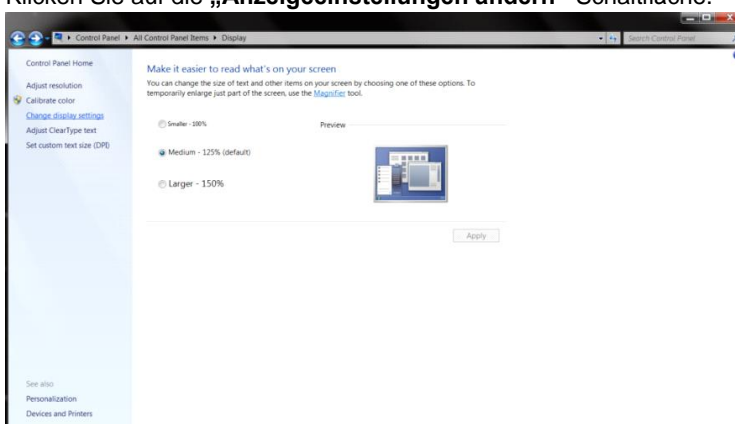 Klicken Sie auf die „Anzeigeeinstellungen ändern“ Schaltfläche.
Control Panel All Control Panel Items Display
Search Control Panel
Control Panel Home
Adjust resolution
Calibrate color
Change display settings
Adjust ClearType text
Set custom text size (DPI)
Make it easier to read what's on your screen
You can change the size of text and other items on your screen by choosing one of these options. To
temporarily enlarge just part of the screen, use the Magnifier tool.
Smaller - 100%
Preview
Medium - 125% (default)
Larger - 150%
Apply
See also
Personalization
Devices and Printers